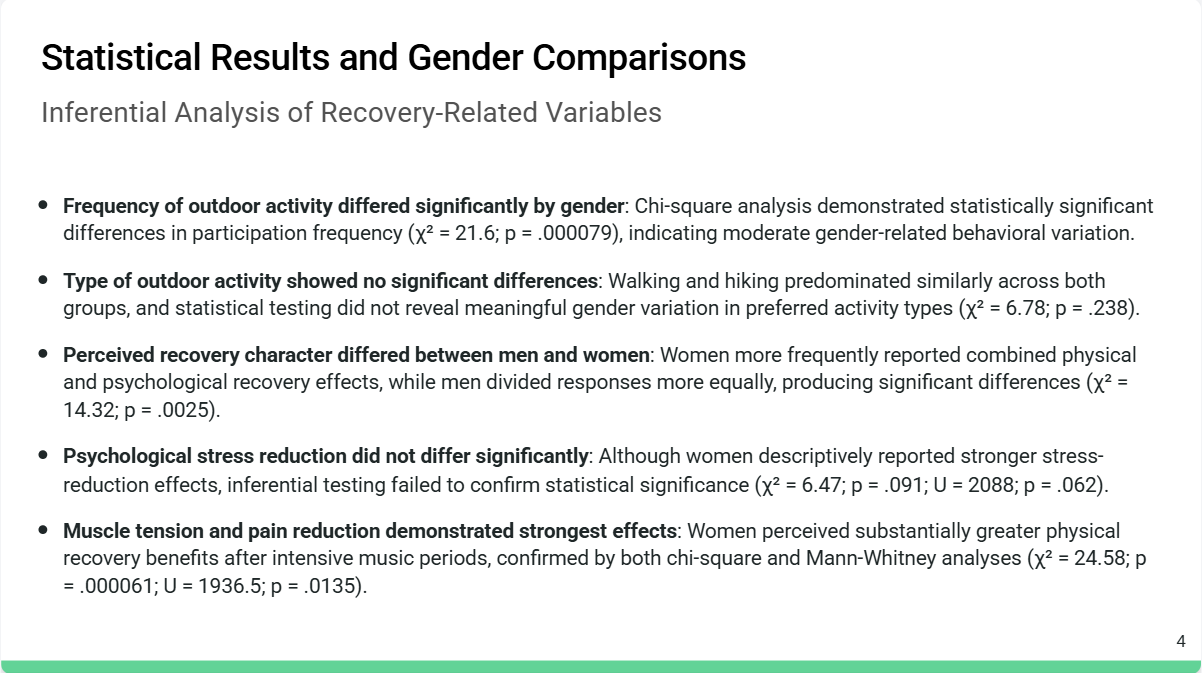 Statistical Results and Gender Comparisons
Inferential Analysis of Recovery-Related Variables
• Frequency of outdoor activity differed significantly by gender: Chi-square analysis demonstrated statistically significant
differences in participation frequency (χ² = 21.6; p = .000079), indicating moderate gender-related behavioral variation.
• Type of outdoor activity showed no significant differences: Walking and hiking predominated similarly across both
groups, and statistical testing did not reveal meaningful gender variation in preferred activity types (χ² = 6.78; p = .238).
• Perceived recovery character differed between men and women: Women more frequently reported combined physical
and psychological recovery effects, while men divided responses more equally, producing significant differences (χ² =
14.32; p = .0025).
• Psychological stress reduction did not differ significantly: Although women descriptively reported stronger stress-
reduction effects, inferential testing failed to confirm statistical significance (χ² = 6.47; p = .091; U = 2088; p = .062).
• Muscle tension and pain reduction demonstrated strongest effects: Women perceived substantially greater physical
recovery benefits after intensive music periods, confirmed by both chi-square and Mann-Whitney analyses (χ² = 24.58; p
= .000061; U = 1936.5; p = .0135).
4